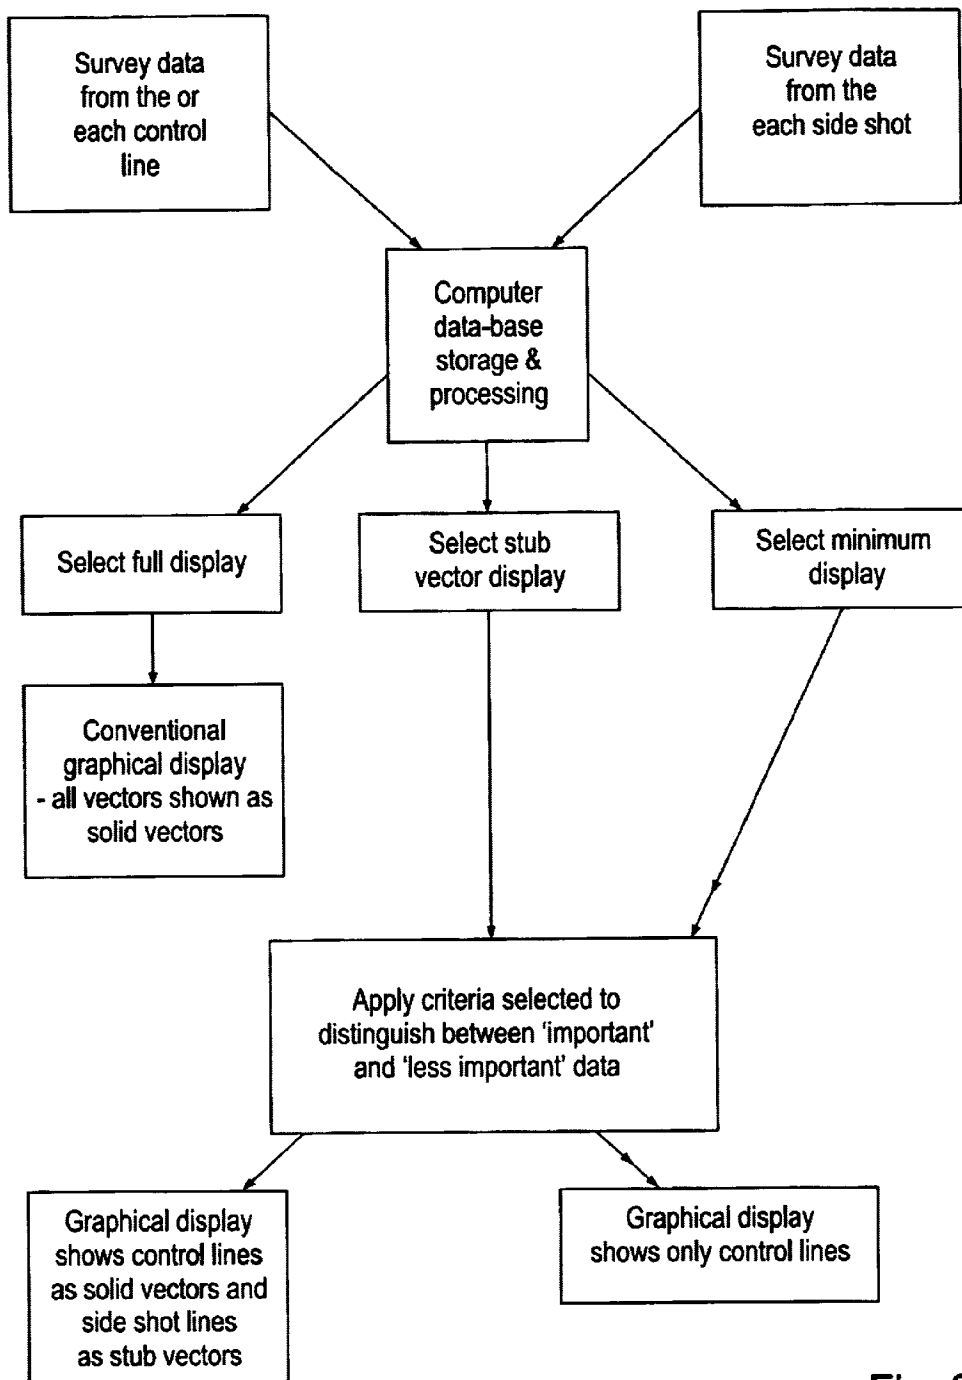 Survey data
from the or
each control
line
Survey data
from the
each side shot
Computer
data-base
storage &
processing
Select full display
Select stub
vector display
Select minimum
display
Conventional
graphical display
- all vectors shown as
solid vectors
Apply criteria selected to
distinguish between ‘important’
and ‘less important’ data
Graphical display
shows control lines
as solid vectors and
side shot lines
as stub vectors
Graphical display
shows only control lines